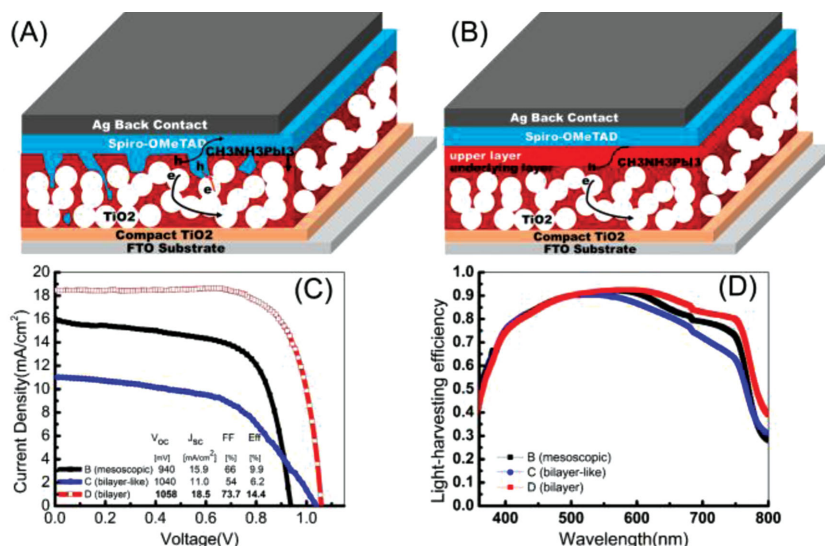 (A)
Ag Back Contact
Spiro-OMeTAD
CH3NH3PbI3
h
h
e
e
TiO2
Compact TiO2
FTO Substrate
(B)
Ag Back Contact
Spiro-OMeTAD
upper layer
underlying layer
CH3NH3PbI3
h
e
TiO2
Compact TiO2
FTO Substrate
(C)
Current Density(mA/cm²)
20
18
16
14
12
10
8
6
4
2
0
VOC JSC FF Eff
[mV] [mA/cm²] [%] [%]
B (mesoscopic) 940 15.9 66 9.9
C (bilayer-like) 1040 11.0 54 6.2
D (bilayer) 1058 18.5 73.7 14.4
0.0 0.2 0.4 0.6 0.8 1.0
Voltage(V)
(D)
Light-harvesting efficiency
1.0
0.9
0.8
0.7
0.6
0.5
0.4
0.3
0.2
0.1
0.0
B (mesoscopic)
C (bilayer-like)
D (bilayer)
400 500 600 700 800
Wavelength(nm)